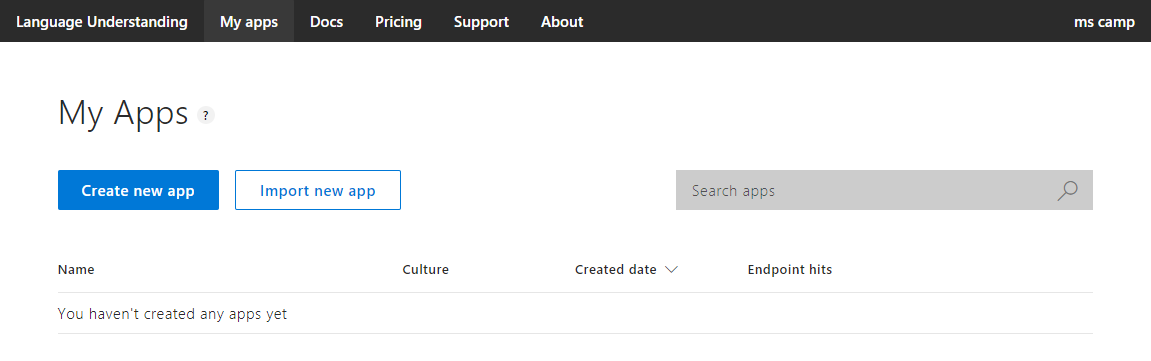 Language Understanding My apps Docs Pricing Support About ms camp
My Apps ?
Create new app Import new app Search apps
Name Culture Created date Endpoint hits
You haven't created any apps yet